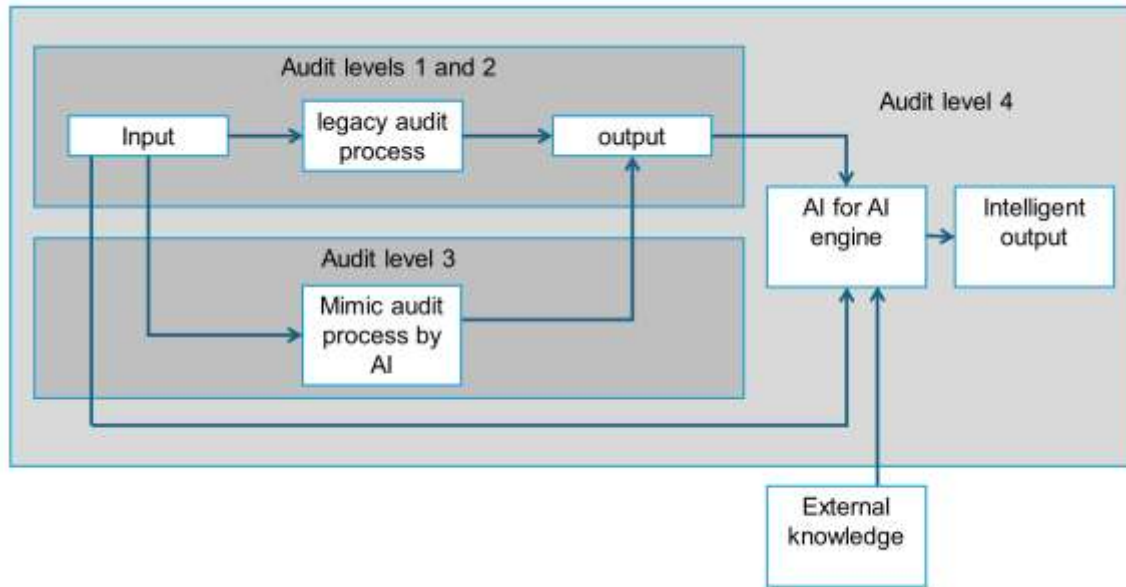 Audit levels 1 and 2
Audit level 4
Input
legacy audit
process
output
AI for AI
engine
Intelligent
output
Audit level 3
Mimic audit
process by
AI
External
knowledge